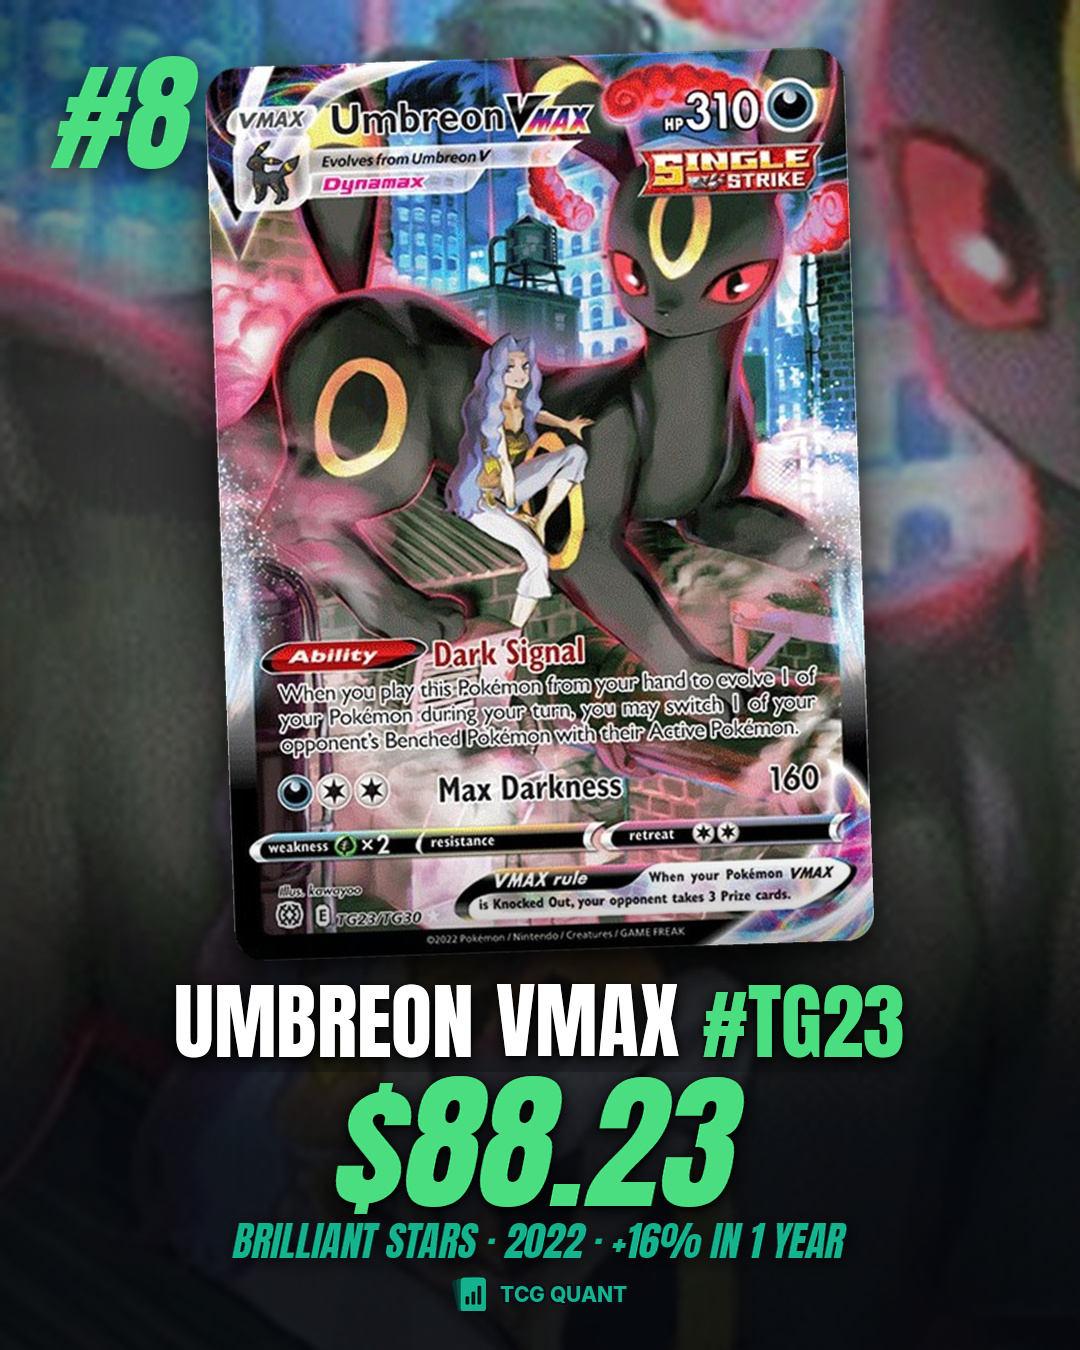 #8
VMAX
Umbreon VMAX
HP 310
Evolves from Umbreon V
Dynamax
SINGLE
STRIKE
Ability Dark Signal
When you play this Pokémon from your hand to evolve 1 of
your Pokémon during your turn, you may switch 1 of your
opponent's Benched Pokémon with their Active Pokémon.
Max Darkness 160
weakness ×2 resistance retreat
VMAX rule When your Pokémon VMAX
is Knocked Out, your opponent takes 3 Prize cards.
Illus. kawayoo
E TG23/TG30
©2022 Pokémon / Nintendo / Creatures / GAME FREAK
UMBREON VMAX #TG23
$88.23
BRILLIANT STARS · 2022 · +16% IN 1 YEAR
TCG QUANT